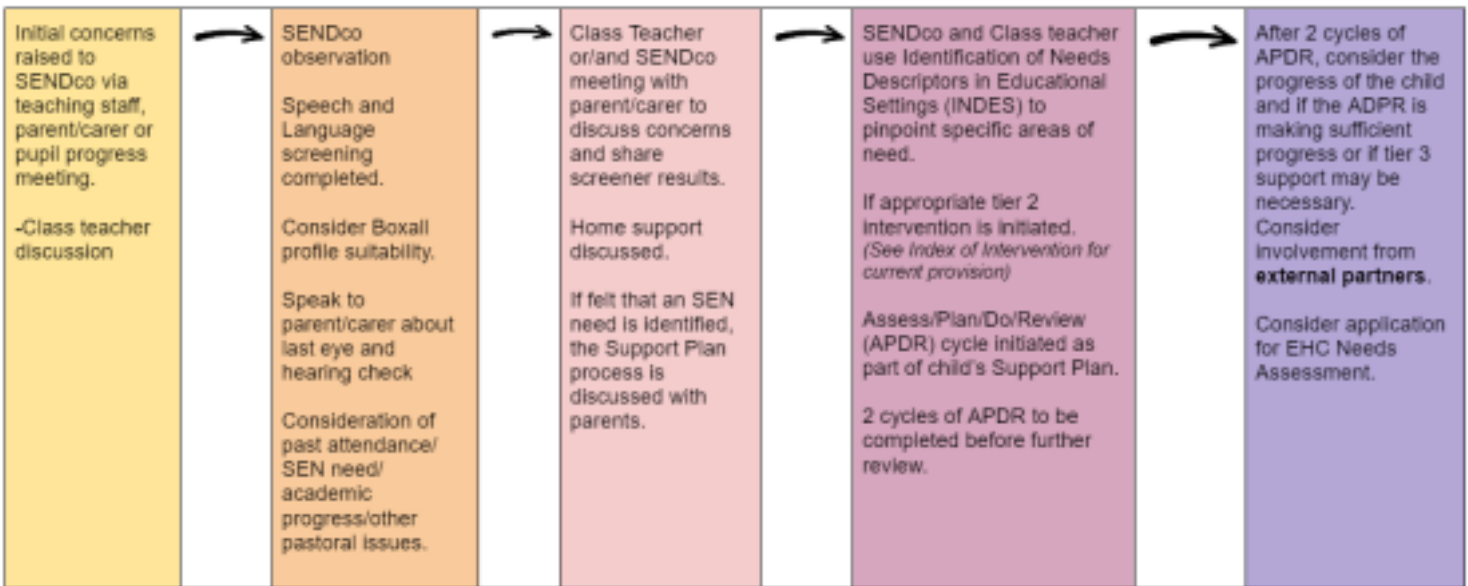 Initial concerns
raised to
SENDco via
teaching staff,
parent/carer or
pupil progress
meeting.
-Class teacher
discussion
SENDco
observation
Speech and
Language
screening
completed.
Consider Boxall
profile suitability.
Speak to
parent/carer about
last eye and
hearing check
Consideration of
past attendance/
SEN need/
academic
progress/other
pastoral issues.
Class Teacher
or/and SENDco
meeting with
parent/carer to
discuss concerns
and share
screener results.
Home support
discussed.
If felt that an SEN
need is identified,
the Support Plan
process is
discussed with
parents.
SENDco and Class teacher
use Identification of Needs
Descriptors in Educational
Settings (INDES) to
pinpoint specific areas of
need.
If appropriate tier 2
intervention is initiated.
(See Index of Intervention for
current provision)
Assess/Plan/Do/Review
(APDR) cycle initiated as
part of child's Support Plan.
2 cycles of APDR to be
completed before further
review.
After 2 cycles of
APDR, consider the
progress of the child
and if the ADPR is
making sufficient
progress or if tier 3
support may be
necessary.
Consider
involvement from
external partners.
Consider application
for EHC Needs
Assessment.